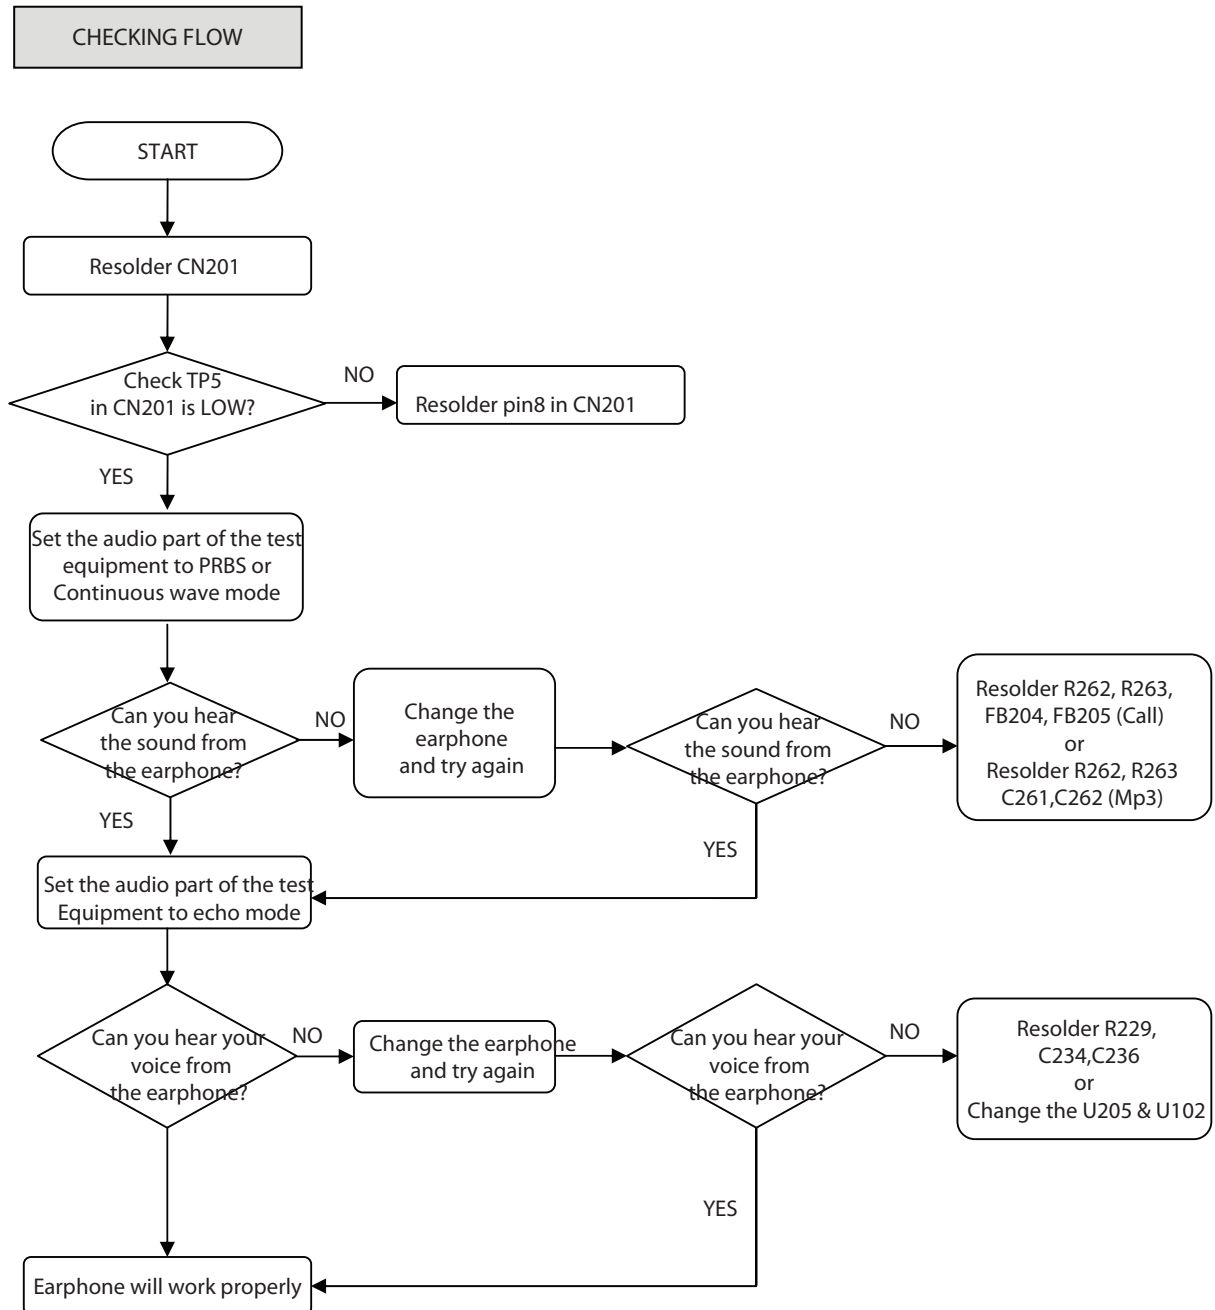 CHECKING FLOW
START
Resolder CN201
Check TP5
in CN201 is LOW?
NO
Resolder pin8 in CN201
YES
Set the audio part of the test
equipment to PRBS or
Continuous wave mode
Can you hear
the sound from
the earphone?
NO
Change the
earphone
and try again
Can you hear
the sound from
the earphone?
NO
Resolder R262, R263,
FB204, FB205 (Call)
or
Resolder R262, R263
C261,C262 (Mp3)
YES
YES
Set the audio part of the test
Equipment to echo mode
Can you hear your
voice from
the earphone?
NO
Change the earphone
and try again
Can you hear your
voice from
the earphone?
NO
Resolder R229,
C234,C236
or
Change the U205 & U102
YES
Earphone will work properly